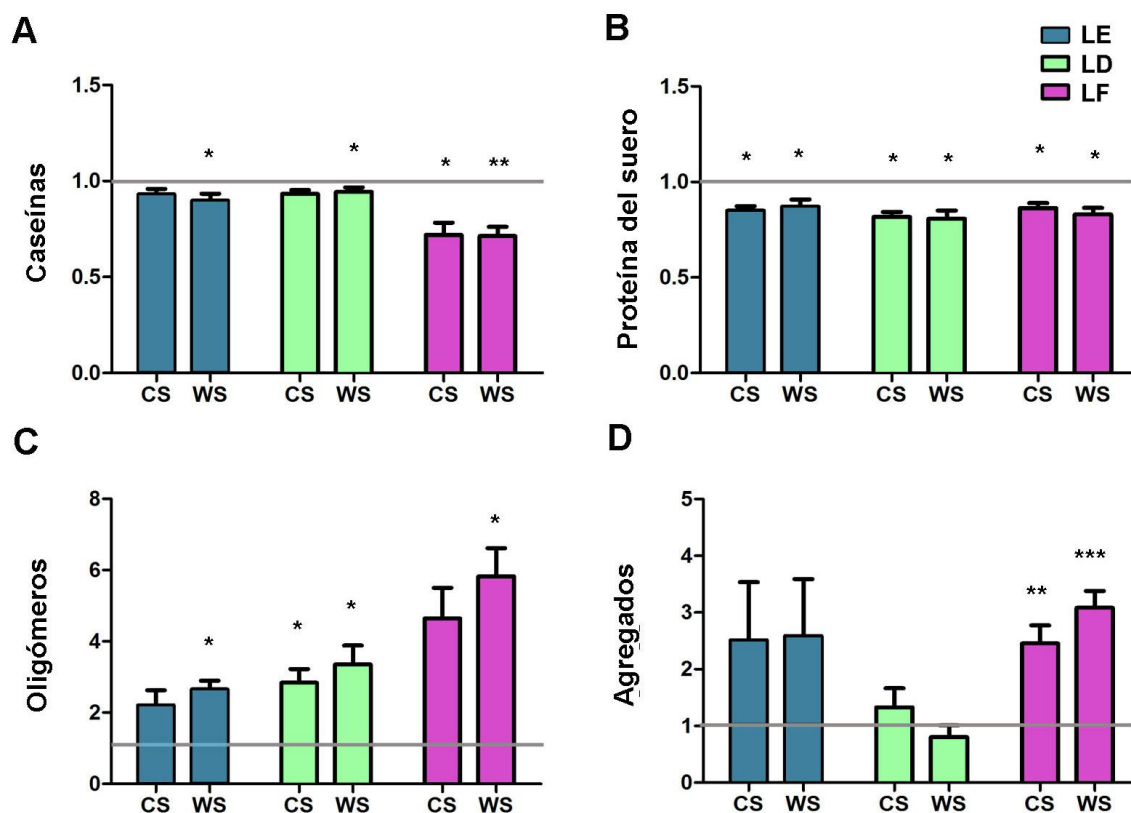 A
Caseínas
1.5
1.0
0.5
0.0
* * * **
CS WS CS WS CS WS
B
LE
LD
LF
Proteína del suero
1.5
1.0
0.5
0.0
* * * * * *
CS WS CS WS CS WS
C
Oligómeros
8
6
4
2
0
* * * *
CS WS CS WS CS WS
D
Agregados
5
4
3
2
1
0
** ***
CS WS CS WS CS WS